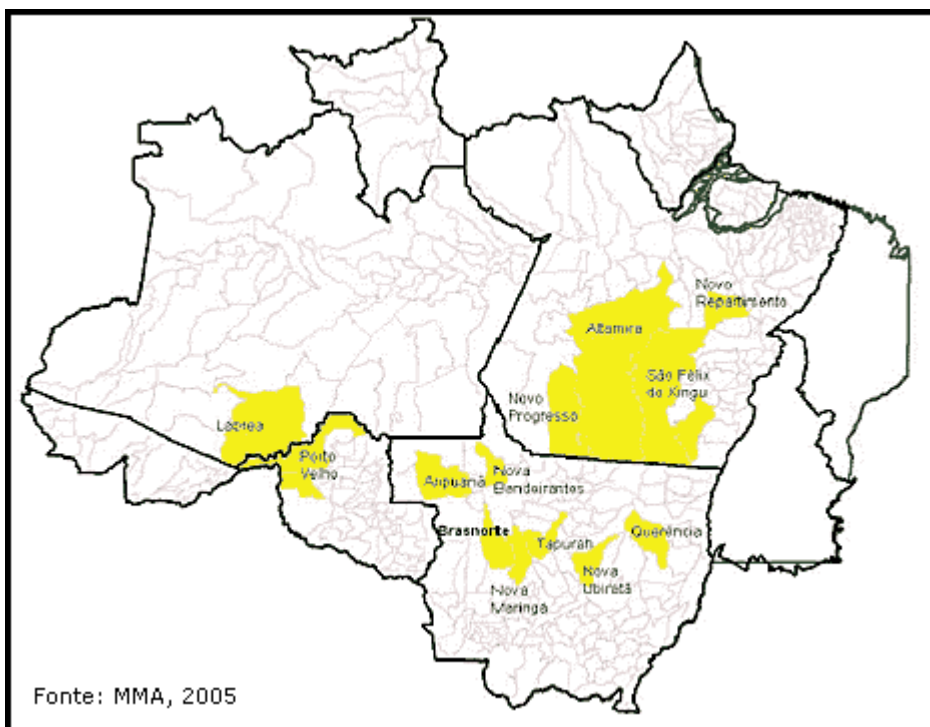 Novo
Repartimento
Altamira
São Félix
do Xingu
Novo
Progresso
Lábrea
Porto
Velho
Aripuanã
Nova
Bandeirantes
Brasnorte
Tapurah
Querência
Nova
Ubiratã
Nova
Maringá
Fonte: MMA, 2005